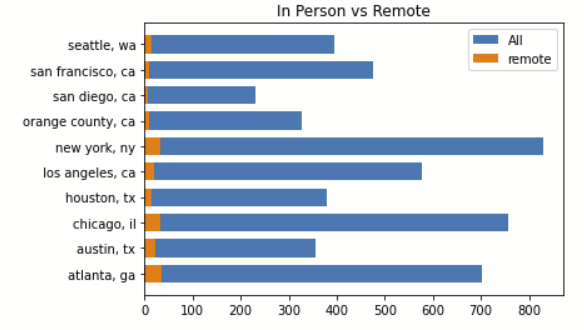 In Person vs Remote
All
remote
seattle, wa
san francisco, ca
san diego, ca
orange county, ca
new york, ny
los angeles, ca
houston, tx
chicago, il
austin, tx
atlanta, ga
0 100 200 300 400 500 600 700 800